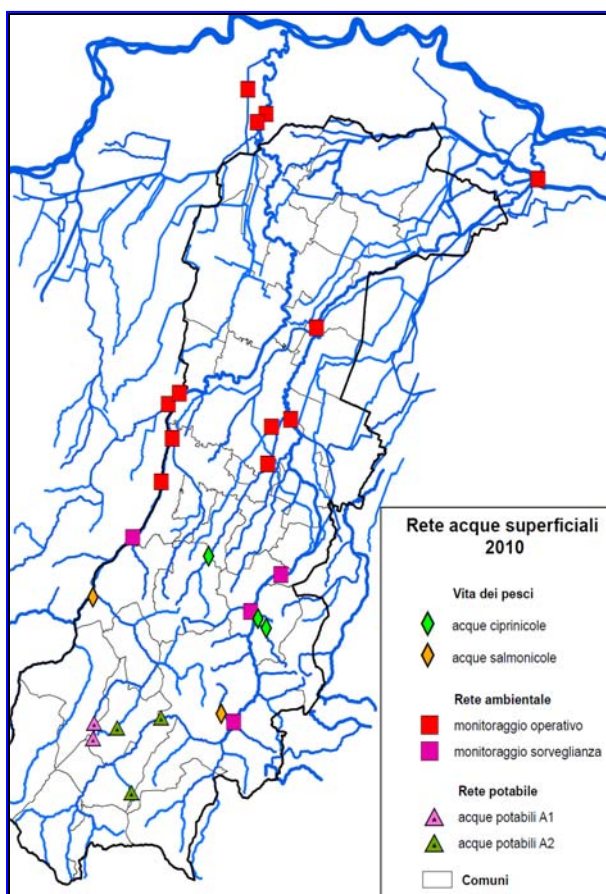 Rete acque superficiali
2010
Vita dei pesci
acque ciprinicole
acque salmonicole
Rete ambientale
monitoraggio operativo
monitoraggio sorveglianza
Rete potabile
acque potabili A1
acque potabili A2
Comuni